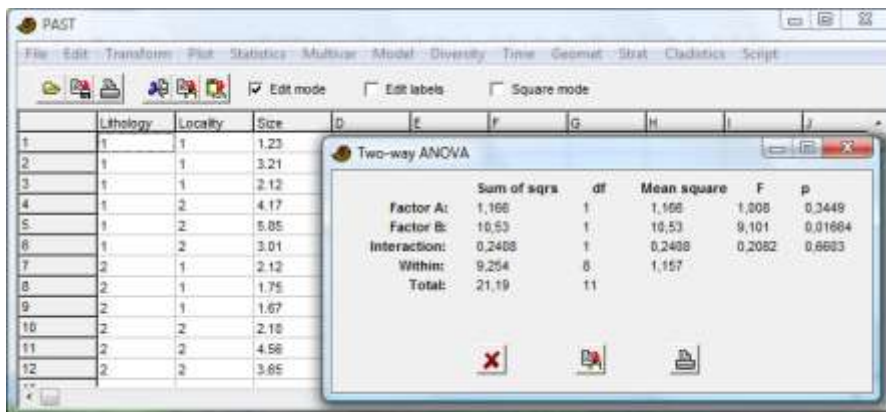 PAST
File Edit Transform Plot Statistics Multivar Model Diversity Time Geomet Strat Cladistics Script
Edit mode Edit labels Square mode
Lithology Locality Size D E F G H I J
1 1 1 1.23
2 1 1 3.21
3 1 1 2.12
4 1 2 4.17
5 1 2 5.85
6 1 2 3.01
7 2 1 2.12
8 2 1 1.75
9 2 1 1.67
10 2 2 2.10
11 2 2 4.56
12 2 2 3.65
Two-way ANOVA
Sum of sqrs df Mean square F p
Factor A: 1,166 1 1,166 1,008 0,3449
Factor B: 10,53 1 10,53 9,101 0,01664
Interaction: 0,2408 1 0,2408 0,2082 0,6603
Within: 9,254 8 1,157
Total: 21,19 11